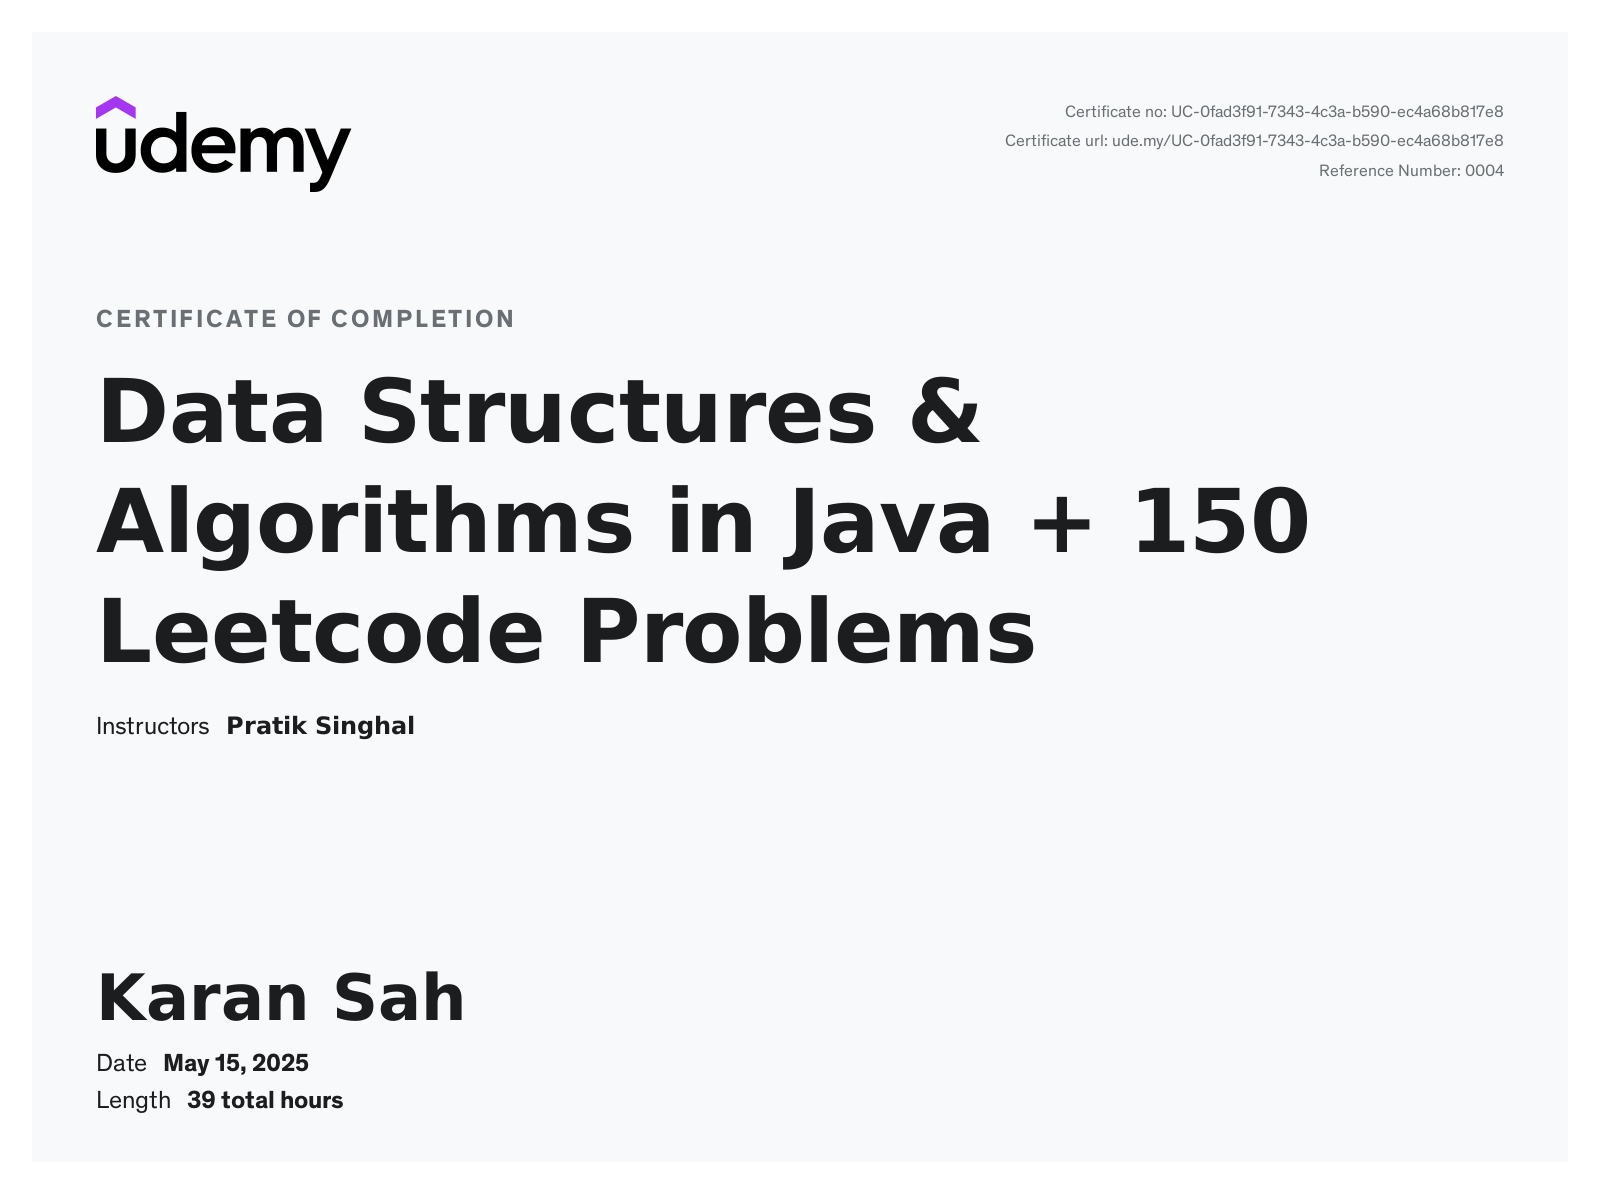 udemy
Certificate no: UC-0fad3f91-7343-4c3a-b590-ec4a68b817e8
Certificate url: ude.my/UC-0fad3f91-7343-4c3a-b590-ec4a68b817e8
Reference Number: 0004
CERTIFICATE OF COMPLETION
Data Structures &
Algorithms in Java + 150
Leetcode Problems
Instructors Pratik Singhal
Karan Sah
Date May 15, 2025
Length 39 total hours